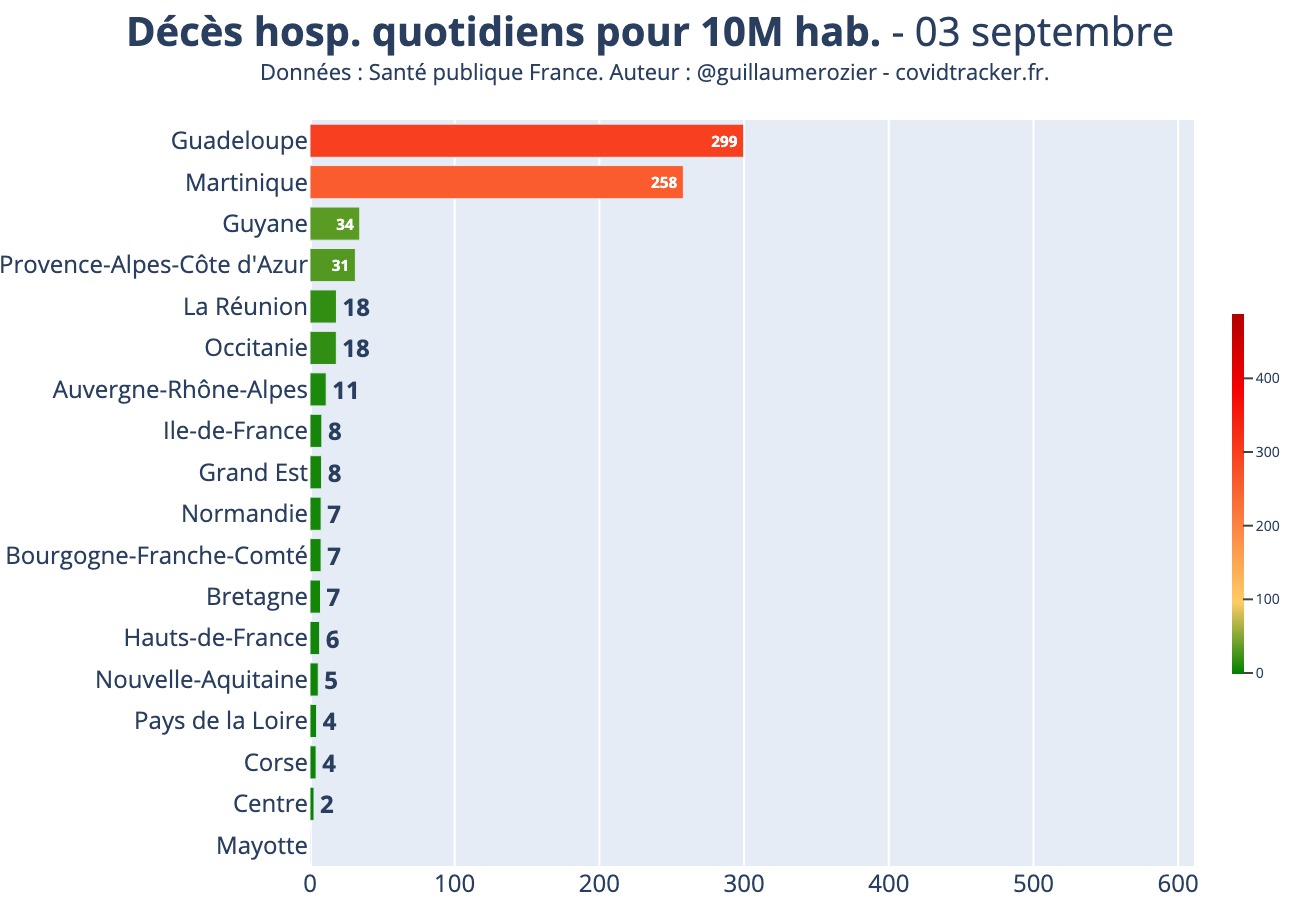 Décès hosp. quotidiens pour 10M hab. - 03 septembre
Données : Santé publique France. Auteur : @guillaumerozier - covidtracker.fr.
Guadeloupe 299
Martinique 258
Guyane 34
Provence-Alpes-Côte d'Azur 31
La Réunion 18
Occitanie 18
Auvergne-Rhône-Alpes 11
Ile-de-France 8
Grand Est 8
Normandie 7
Bourgogne-Franche-Comté 7
Bretagne 7
Hauts-de-France 6
Nouvelle-Aquitaine 5
Pays de la Loire 4
Corse 4
Centre 2
Mayotte
0 100 200 300 400 500 600
400
300
200
100
0